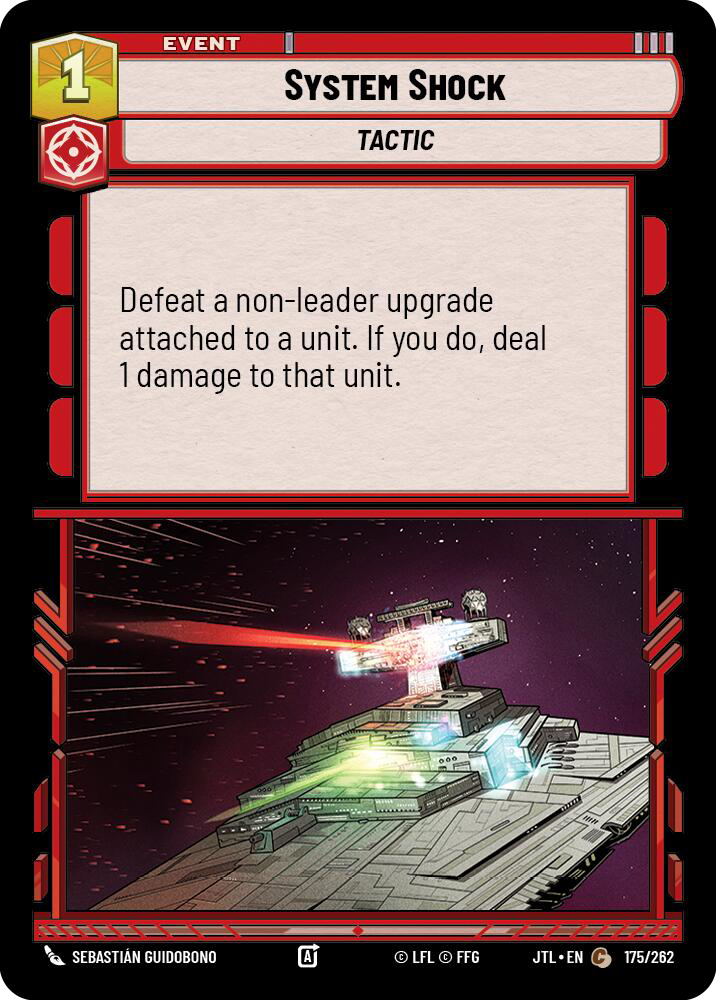 EVENT
1
SYSTEM SHOCK
TACTIC
Defeat a non-leader upgrade
attached to a unit. If you do, deal
1 damage to that unit.
SEBASTIÁN GUIDOBONO
A
© LFL © FFG
JTL • EN
C
175/262